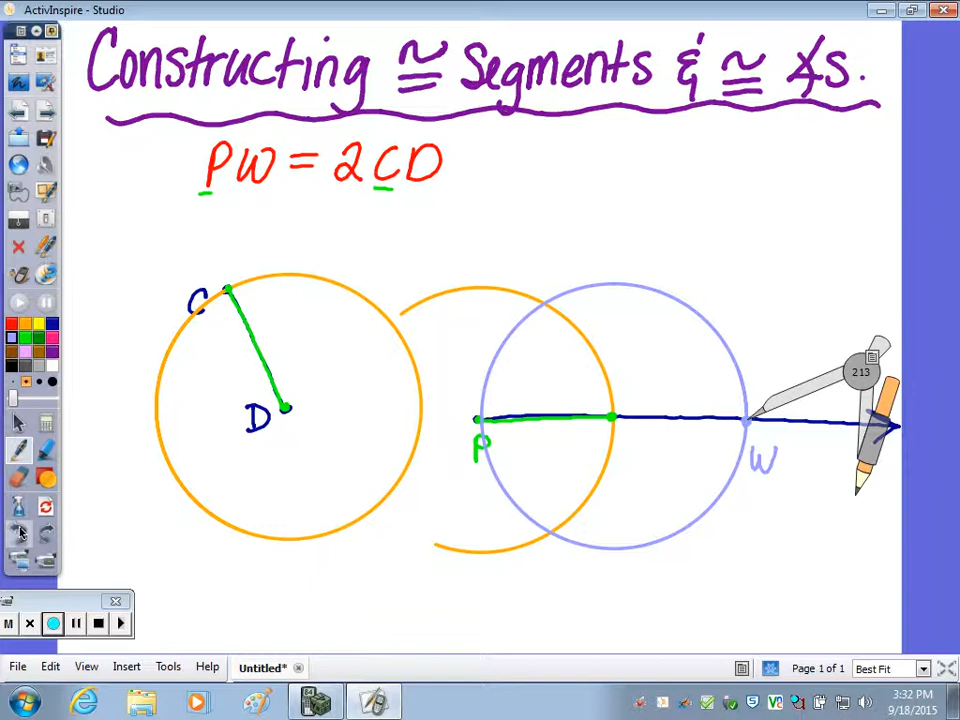 ActivInspire - Studio
Constructing ≅ Segments & ≅ ∡s.
PW = 2CD
C
D
P
W
213
M
File Edit View Insert Tools Help Untitled* Page 1 of 1 Best Fit
3:32 PM
9/18/2015